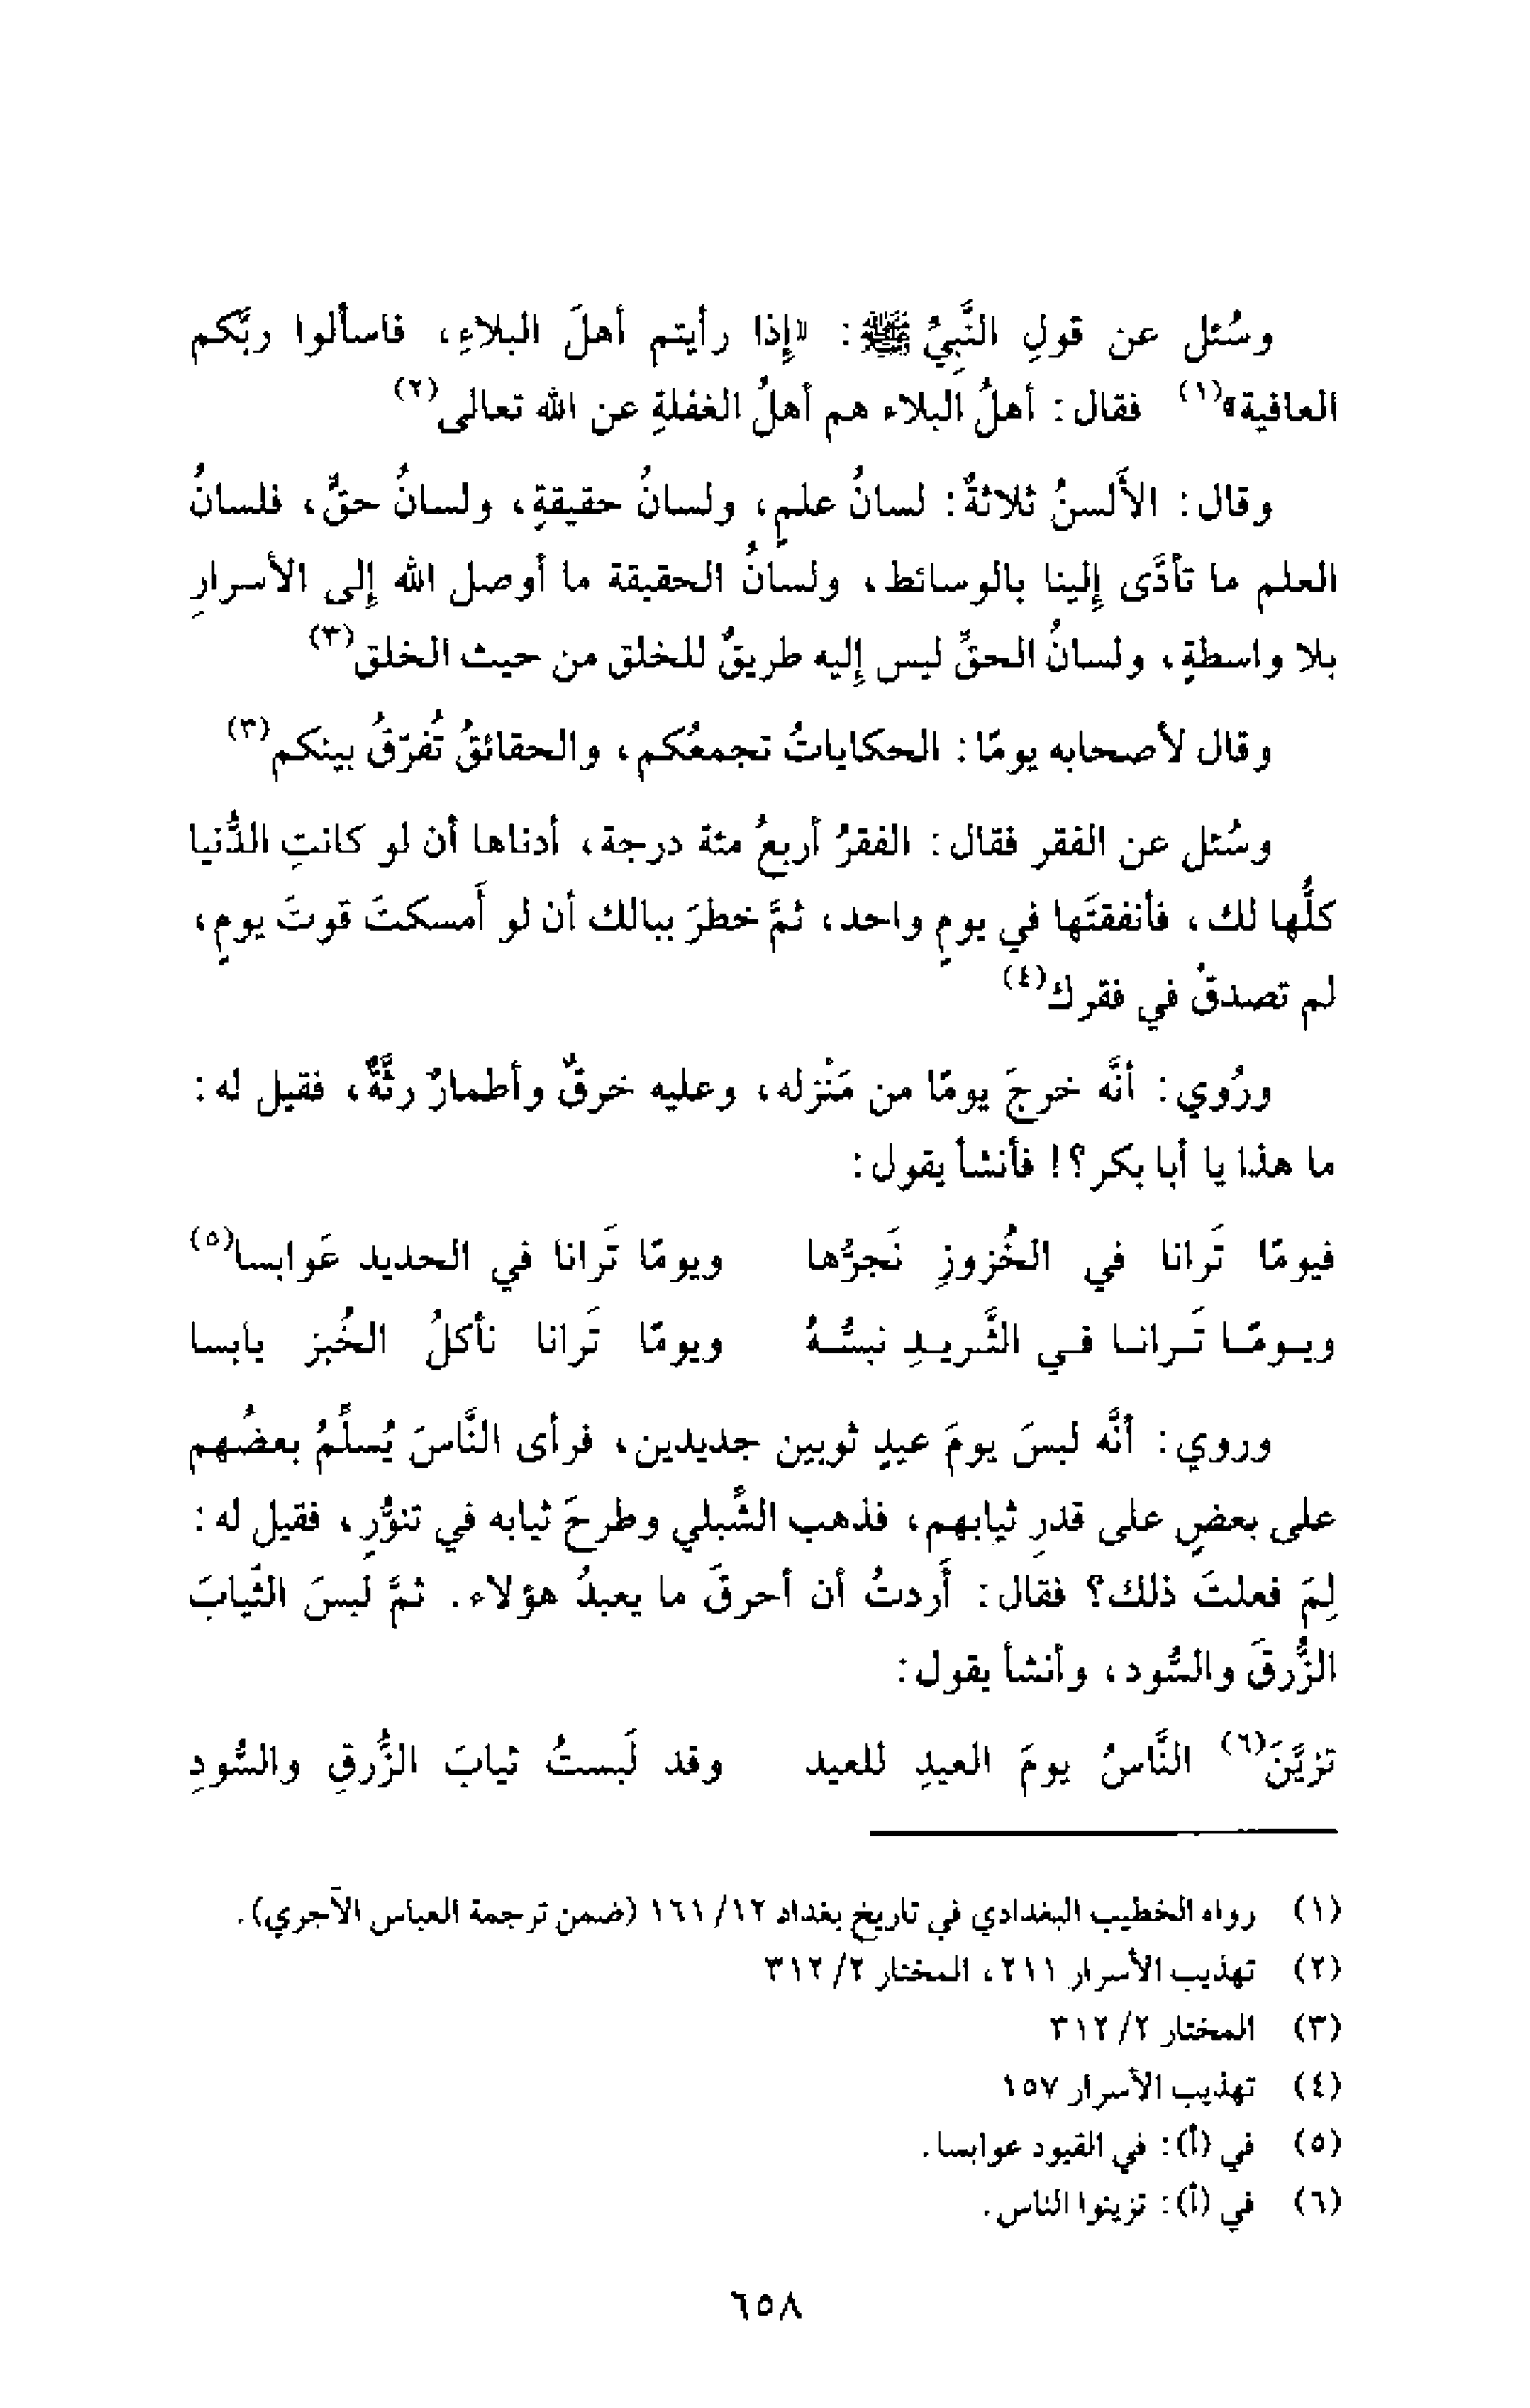 وسُئل عن قولِ النَّبيِّ ﷺ: «إِذا رأيتم أهلَ البلاءِ، فاسألوا ربَّكم
العافية»(١) فقال: أهلُ البلاء هم أهلُ الغفلةِ عن الله تعالى(٢)
وقال: الأَلسنُ ثلاثةٌ: لسانُ علمٍ، ولسانُ حقيقةٍ، ولسانُ حقٍّ، فلسانُ
العلم ما تأدَّى إِلينا بالوسائط، ولسانُ الحقيقة ما أوصل الله إِلى الأسرارِ
بلا واسطةٍ، ولسانُ الحقِّ ليس إِليه طريقٌ للخلق من حيث الخلق(٣)
وقال لأصحابه يومًا: الحكاياتُ تجمعُكم، والحقائقُ تُفرّقُ بينكم(٣)
وسُئل عن الفقر فقال: الفقرُ أربعُ مئة درجة، أدناها أن لو كانتِ الدُّنيا
كلُّها لك، فأنفقتَها في يومٍ واحد، ثمَّ خطرَ ببالك أن لو أَمسكتَ قوتَ يومٍ،
لم تصدقْ في فقرك(٤)
ورُوي: أنَّه خرجَ يومًا من مَنْزله، وعليه خرقٌ وأطمارٌ رثَّةٌ، فقيل له:
ما هذا يا أبا بكر؟! فأنشأ يقول:
فيومًا تَرانا في الخُزوزِ نَجرُّها ويومًا تَرانا في الحديد عَوابسا(٥)
ويومًا تَرانا في الثَّريدِ نبسُّهُ ويومًا تَرانا نأكلُ الخُبز يابسا
وروي: أنَّه لبسَ يومَ عيدٍ ثوبين جديدين، فرأى النَّاسَ يُسلِّمُ بعضُهم
على بعضٍ على قدرِ ثيابهم، فذهب الشِّبلي وطرحَ ثيابه في تنوُّرٍ، فقيل له:
لِمَ فعلتَ ذلك؟ فقال: أَردتُ أن أحرقَ ما يعبدُ هؤلاء. ثمَّ لبسَ الثِّيابَ
الزُّرقَ والسُّود، وأنشأ يقول:
تزيَّنَ(٦) النَّاسُ يومَ العيدِ للعيد وقد لَبستُ ثيابَ الزُّرقِ والسُّودِ
(١) رواه الخطيب البغدادي في تاريخ بغداد ١٢/ ١٦١ (ضمن ترجمة العباس الآجري).
(٢) تهذيب الأسرار ٢١١، المختار ٢/ ٣١٢
(٣) المختار ٢/ ٣١٢
(٤) تهذيب الأسرار ١٥٧
(٥) في (أ): في القيود عوابسا.
(٦) في (أ): تزينوا الناس.
٦٥٨